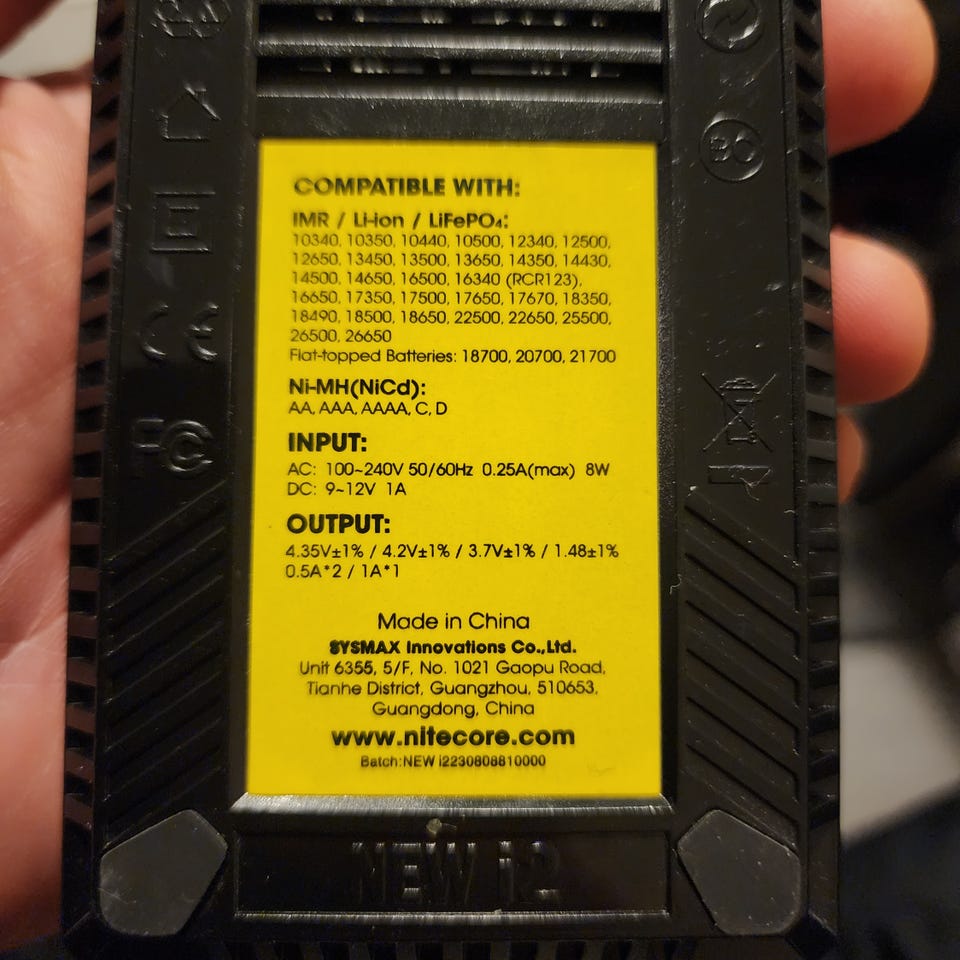 COMPATIBLE WITH:
IMR / Li-ion / LiFePO₄:
10340, 10350, 10440, 10500, 12340, 12500,
12650, 13450, 13500, 13650, 14350, 14430,
14500, 14650, 16500, 16340 (RCR123),
16650, 17350, 17500, 17650, 17670, 18350,
18490, 18500, 18650, 22500, 22650, 25500,
26500, 26650
Flat-topped Batteries: 18700, 20700, 21700
Ni-MH(NiCd):
AA, AAA, AAAA, C, D
INPUT:
AC: 100~240V 50/60Hz 0.25A(max) 8W
DC: 9~12V 1A
OUTPUT:
4.35V±1% / 4.2V±1% / 3.7V±1% / 1.48±1%
0.5A*2 / 1A*1
Made in China
SYSMAX Innovations Co.,Ltd.
Unit 6355, 5/F, No. 1021 Gaopu Road,
Tianhe District, Guangzhou, 510653,
Guangdong, China
www.nitecore.com
Batch:NEW i2230808810000
NEW i2
E
CE
FC
BC